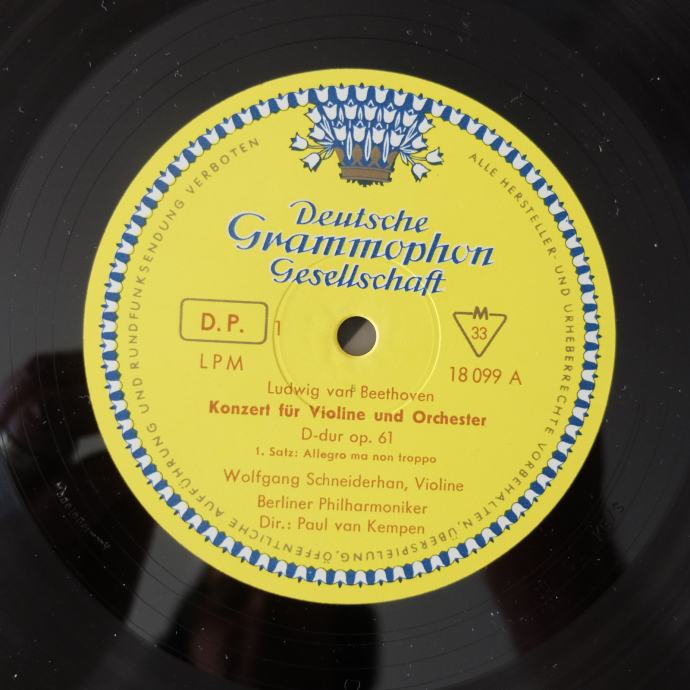 Deutsche
Grammophon
Gesellschaft
D.P.
1
M
33
LPM
18 099 A
Ludwig van Beethoven
Konzert für Violine und Orchester
D-dur op. 61
1. Satz: Allegro ma non troppo
Wolfgang Schneiderhan, Violine
Berliner Philharmoniker
Dir.: Paul van Kempen
ALLE HERSTELLER- UND URHEBERRECHTE VORBEHALTEN, ÜBERSPIELUNG, ÖFFENTLICHE AUFFÜHRUNG UND RUNDFUNKSENDUNG VERBOTEN